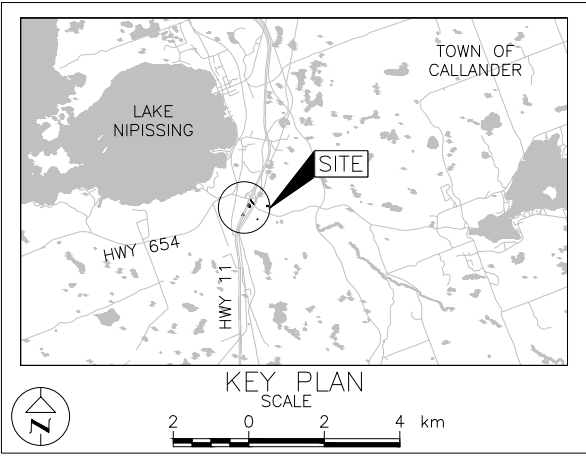 TOWN OF
CALLANDER
LAKE
NIPISSING
SITE
HWY 654
HWY 11
KEY PLAN
SCALE
N
2 0 2 4 km